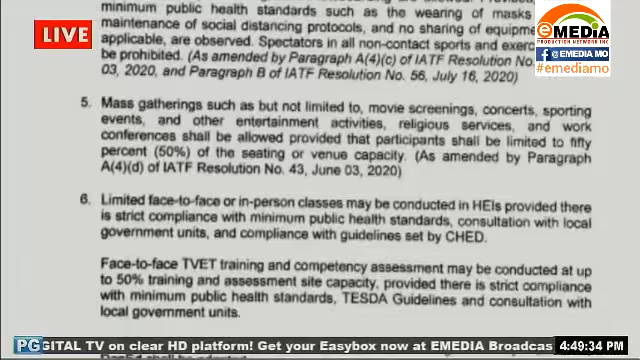 minimum public health standards such as the wearing of masks
maintenance of social distancing protocols, and no sharing of equipm
applicable, are observed. Spectators in all non-contact sports and exerc
be prohibited. (As amended by Paragraph A(4)(c) of IATF Resolution No.
03, 2020, and Paragraph B of IATF Resolution No. 56, July 16, 2020)
LIVE
eMEDIA
PRODUCTION NETWORK INC
f @EMEDIA MO
#emediamo
5. Mass gatherings such as but not limited to, movie screenings, concerts, sporting
events, and other entertainment activities, religious services, and work
conferences shall be allowed provided that participants shall be limited to fifty
percent (50%) of the seating or venue capacity. (As amended by Paragraph
A(4)(d) of IATF Resolution No. 43, June 03, 2020)
6. Limited face-to-face or in-person classes may be conducted in HEIs provided there
is strict compliance with minimum public health standards, consultation with local
government units, and compliance with guidelines set by CHED.
Face-to-face TVET training and competency assessment may be conducted at up
to 50% training and assessment site capacity, provided there is strict compliance
with minimum public health standards, TESDA Guidelines and consultation with
local government units.
PG
GITAL TV on clear HD platform! Get your Easybox now at EMEDIA Broadcas
4:49:34 PM